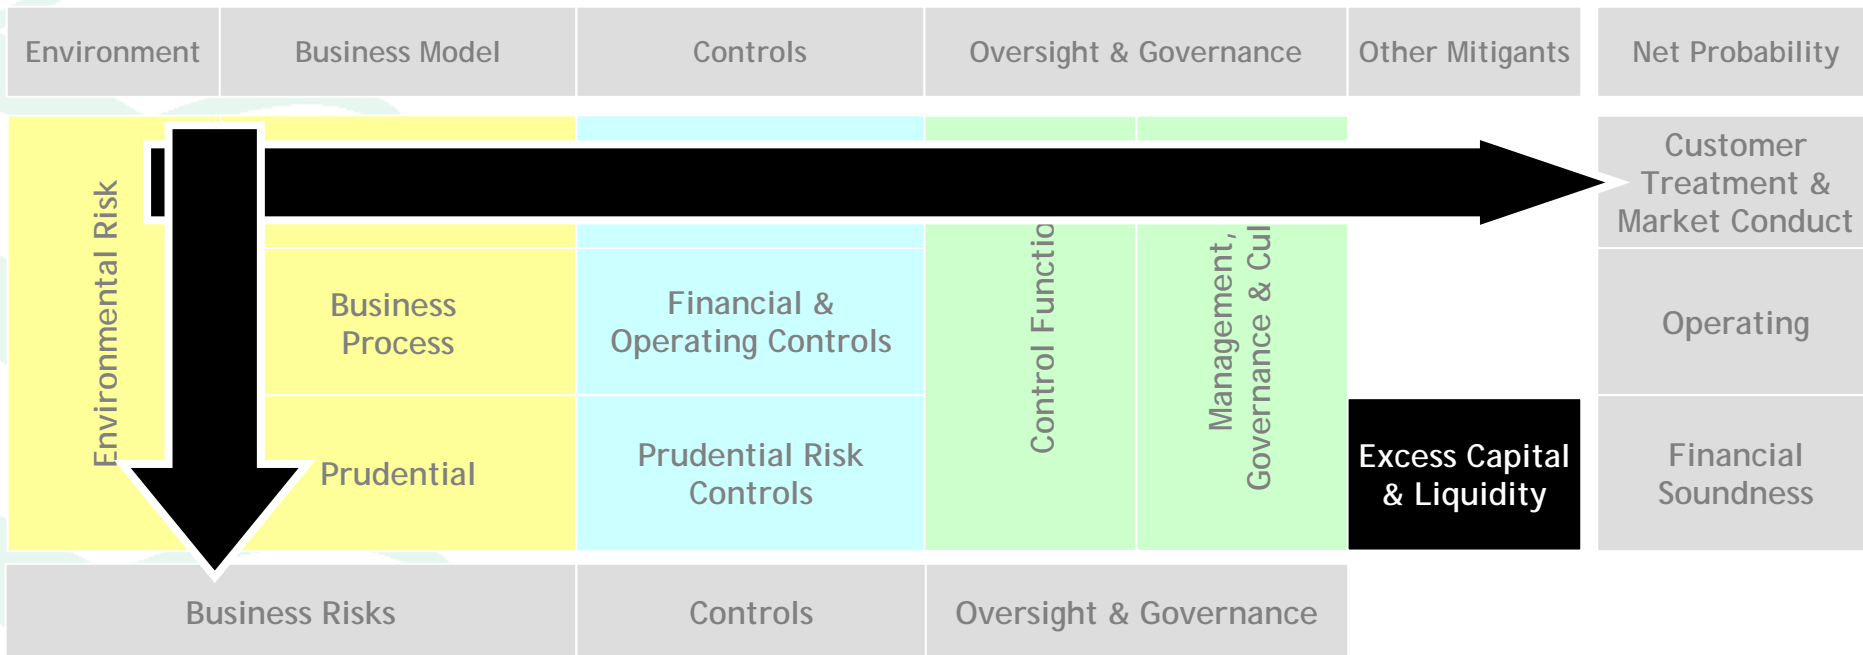 Environment
Business Model
Controls
Oversight & Governance
Other Mitigants
Net Probability
Environmental Risk
Customer
Treatment &
Market Conduct
Business
Process
Financial &
Operating Controls
Control
Management,
Governance &
Operating
Prudential
Prudential Risk
Controls
Excess Capital
& Liquidity
Financial
Soundness
Business Risks
Controls
Oversight & Governance